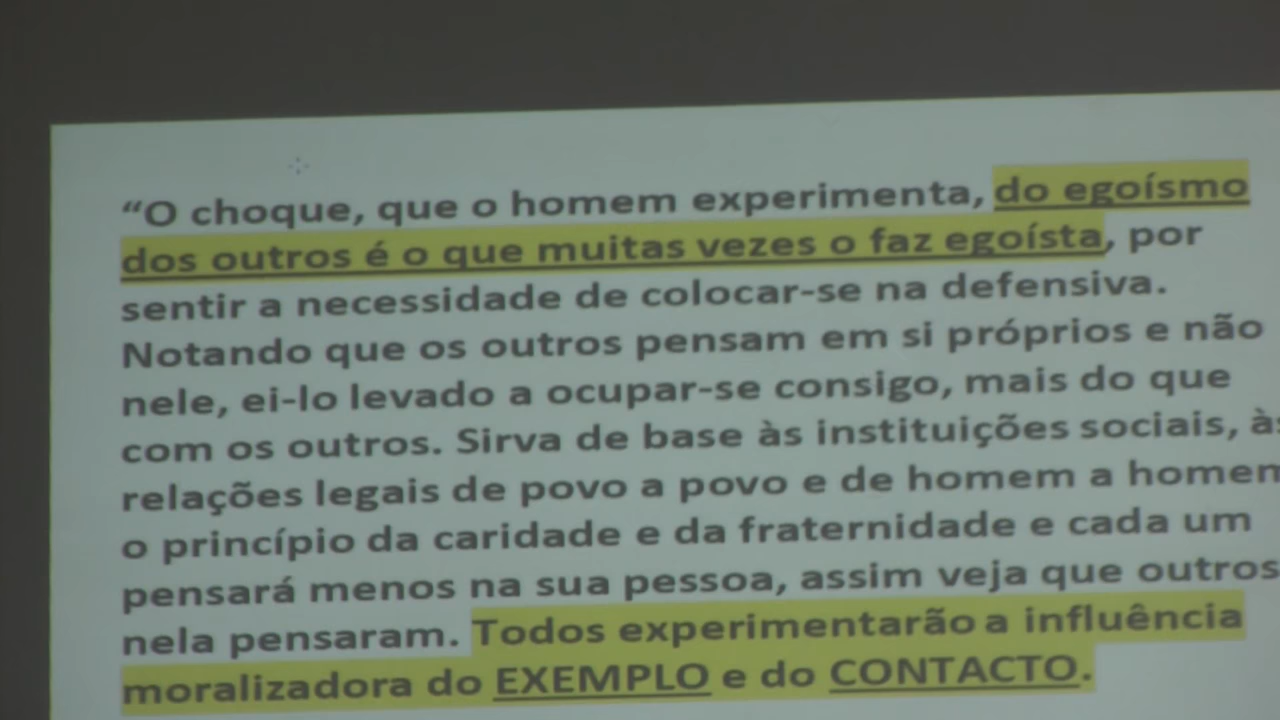 “O choque, que o homem experimenta, do egoísmo
dos outros é o que muitas vezes o faz egoísta, por
sentir a necessidade de colocar-se na defensiva.
Notando que os outros pensam em si próprios e não
nele, ei-lo levado a ocupar-se consigo, mais do que
com os outros. Sirva de base às instituições sociais, às
relações legais de povo a povo e de homem a homem
o princípio da caridade e da fraternidade e cada um
pensará menos na sua pessoa, assim veja que outros
nela pensaram. Todos experimentarão a influência
moralizadora do EXEMPLO e do CONTACTO.